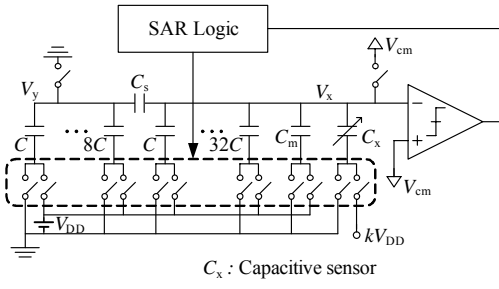 SAR Logic
V_cm
V_y
C_s
V_x
C ··· 8C C ··· 32C C_m C_x
− +
V_cm
V_DD
kV_DD
C_x : Capacitive sensor